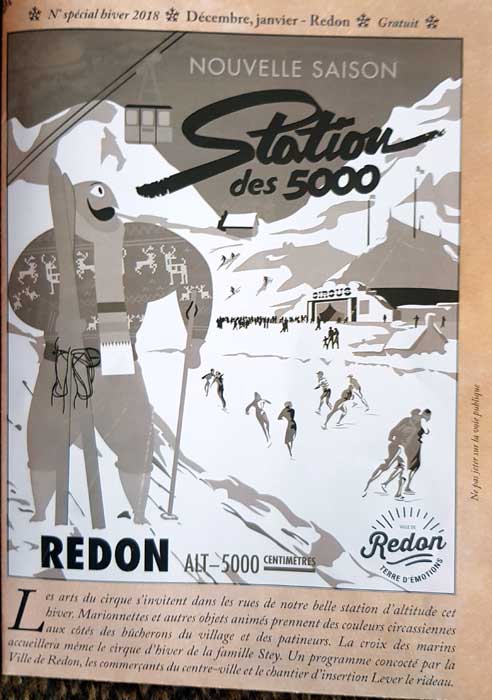 N° spécial hiver 2018 Décembre, janvier - Redon Gratuit
NOUVELLE SAISON
Station
des 5000
CIRQUE
Ne pas jeter sur la voie publique
VILLE DE
Redon
TERRE D'ÉMOTIONS
REDON ALT-5000 CENTIMÈTRES
Les arts du cirque s'invitent dans les rues de notre belle station d'altitude cet
hiver. Marionnettes et autres objets animés prennent des couleurs circassiennes
aux côtés des bûcherons du village et des patineurs. La croix des marins
accueillera même le cirque d'hiver de la famille Stey. Un programme concocté par la
Ville de Redon, les commerçants du centre-ville et le chantier d'insertion Lever le rideau.